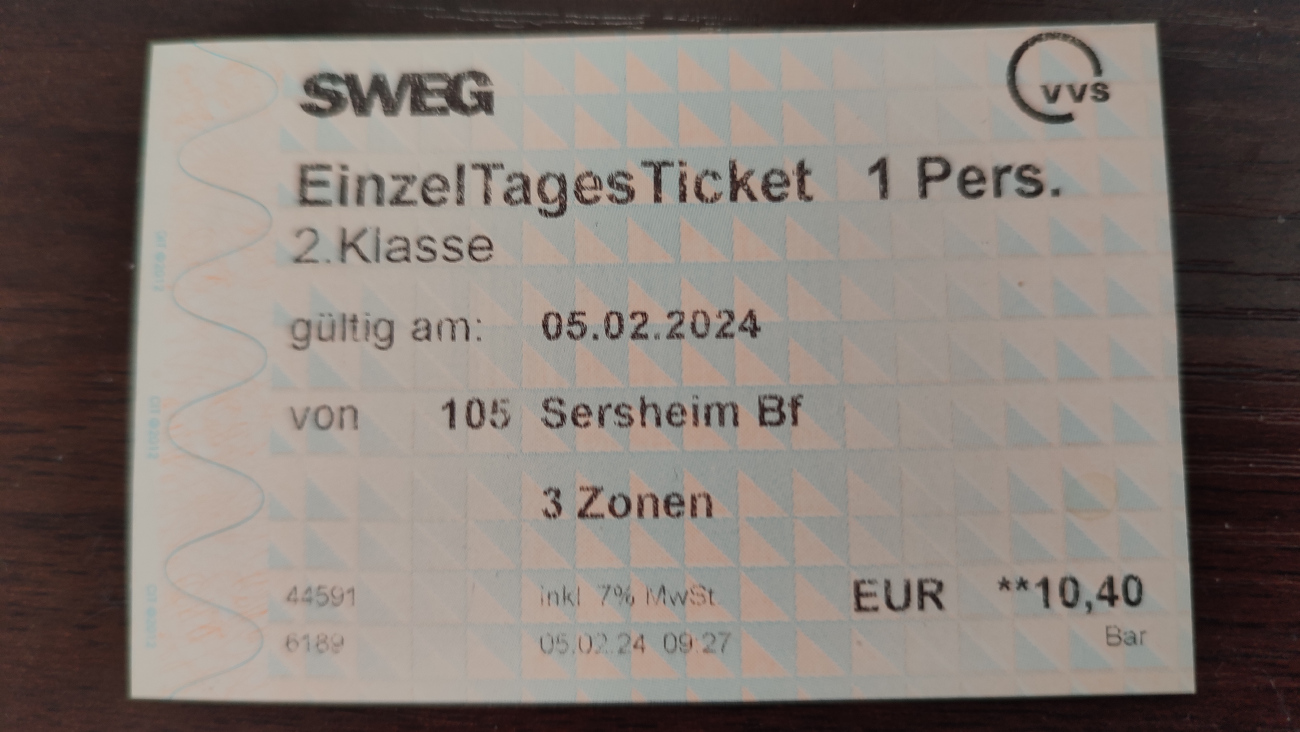 SWEG
vvs
EinzelTagesTicket 1 Pers.
2.Klasse
gültig am: 05.02.2024
von 105 Sersheim Bf
3 Zonen
44591 inkl 7% MwSt EUR **10,40
6189 05.02.24 09:27 Bar